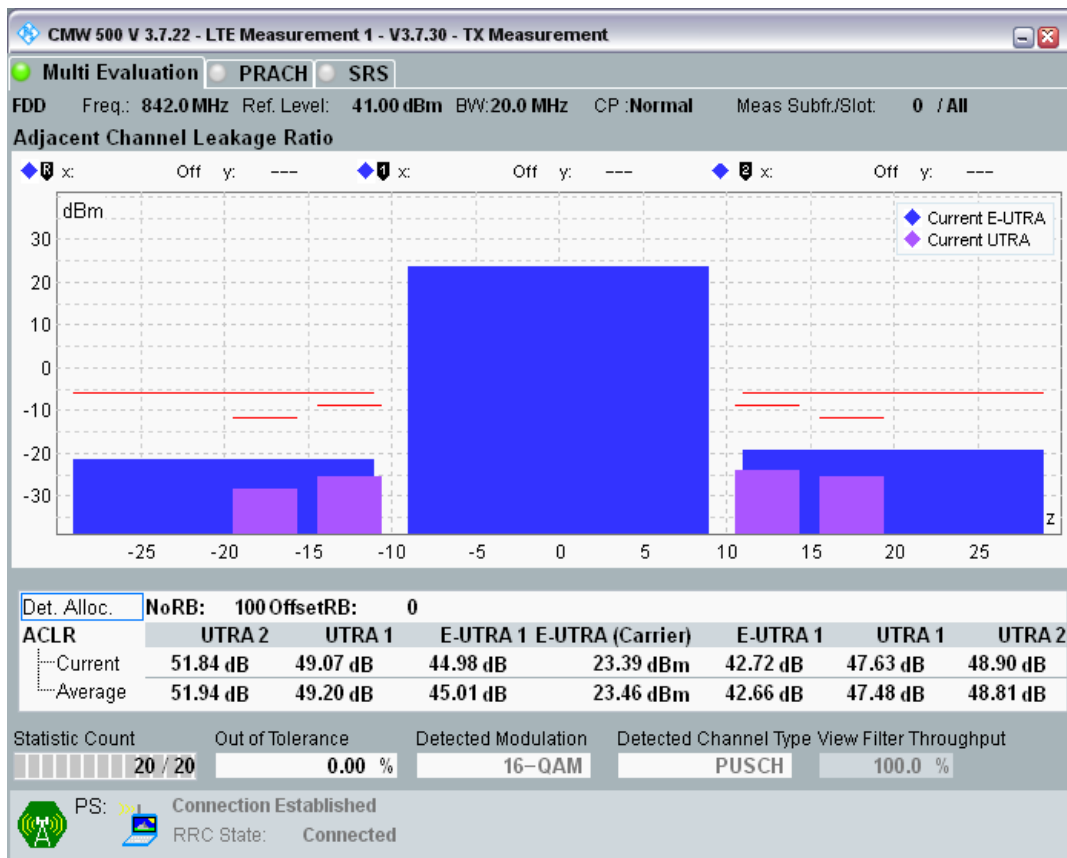 CMW 500 V 3.7.22 - LTE Measurement 1 - V3.7.30 - TX Measurement
Multi Evaluation PRACH SRS
FDD Freq.: 842.0 MHz Ref. Level: 41.00 dBm BW:20.0 MHz CP :Normal Meas Subfr./Slot: 0 / All
Adjacent Channel Leakage Ratio
R x: Off y: --- 1 x: Off y: --- 2 x: Off y: ---
dBm
Current E-UTRA
Current UTRA
30
20
10
0
-10
-20
-30
z
-25 -20 -15 -10 -5 0 5 10 15 20 25
Det. Alloc. NoRB: 100 OffsetRB: 0
ACLR UTRA 2 UTRA 1 E-UTRA 1 E-UTRA (Carrier) E-UTRA 1 UTRA 1 UTRA 2
Current 51.84 dB 49.07 dB 44.98 dB 23.39 dBm 42.72 dB 47.63 dB 48.90 dB
Average 51.94 dB 49.20 dB 45.01 dB 23.46 dBm 42.66 dB 47.48 dB 48.81 dB
Statistic Count Out of Tolerance Detected Modulation Detected Channel Type View Filter Throughput
20 / 20 0.00 % 16-QAM PUSCH 100.0 %
PS: Connection Established
RRC State: Connected